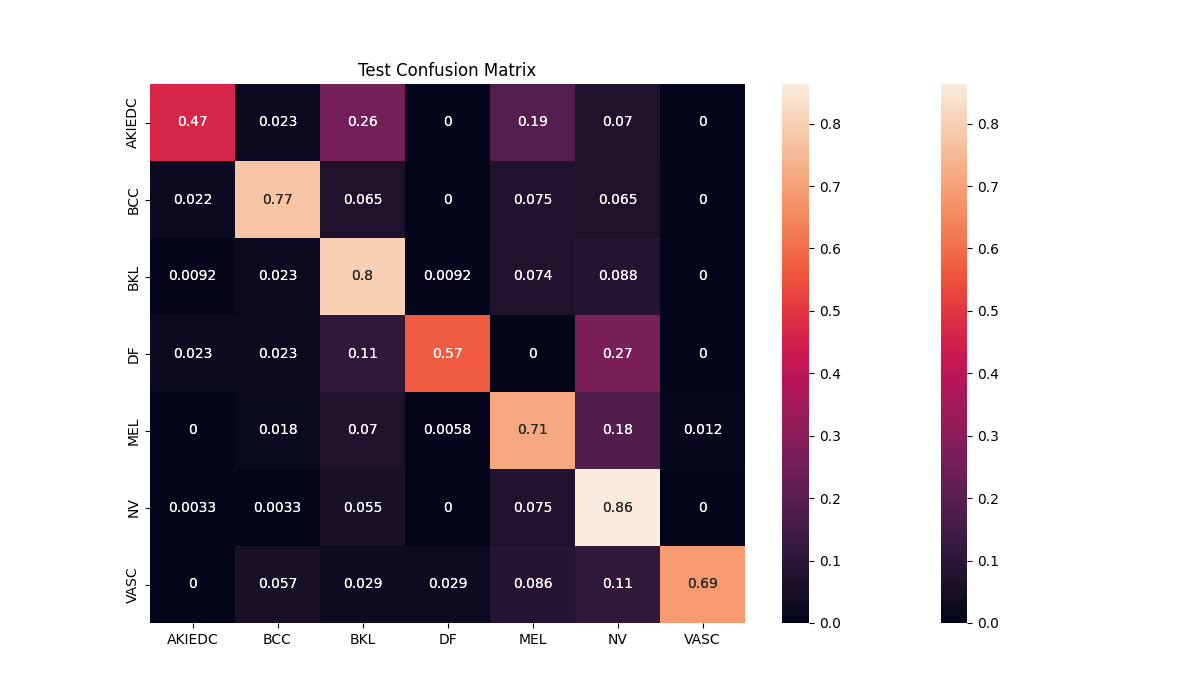 Test Confusion Matrix
AKIEDC 0.47 0.023 0.26 0 0.19 0.07 0
BCC 0.022 0.77 0.065 0 0.075 0.065 0
BKL 0.0092 0.023 0.8 0.0092 0.074 0.088 0
DF 0.023 0.023 0.11 0.57 0 0.27 0
MEL 0 0.018 0.07 0.0058 0.71 0.18 0.012
NV 0.0033 0.0033 0.055 0 0.075 0.86 0
VASC 0 0.057 0.029 0.029 0.086 0.11 0.69
AKIEDC BCC BKL DF MEL NV VASC
0.8
0.7
0.6
0.5
0.4
0.3
0.2
0.1
0.0
0.8
0.7
0.6
0.5
0.4
0.3
0.2
0.1
0.0